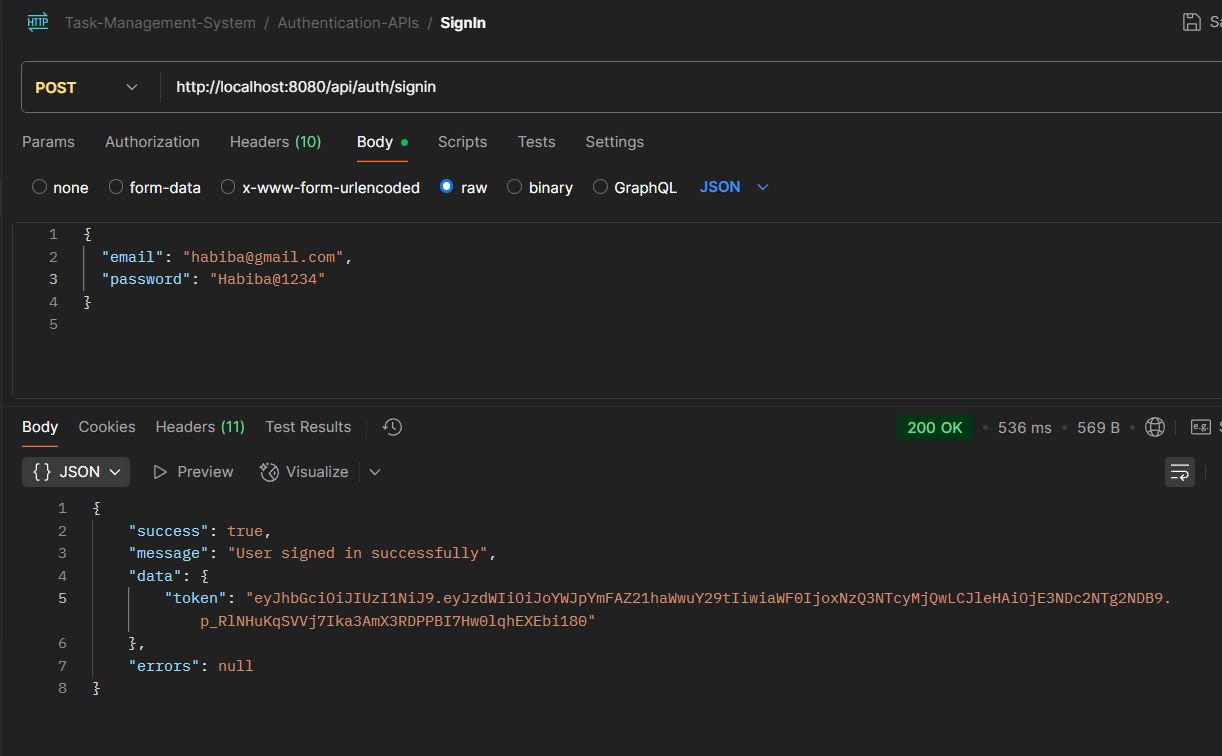 HTTP Task-Management-System / Authentication-APIs / SignIn
POST http://localhost:8080/api/auth/signin
Params Authorization Headers (10) Body Scripts Tests Settings
none form-data x-www-form-urlencoded raw binary GraphQL JSON
1 {
2 "email": "habiba@gmail.com",
3 "password": "Habiba@1234"
4 }
5
Body Cookies Headers (11) Test Results 200 OK • 536 ms • 569 B • e.g.
{} JSON Preview Visualize
1 {
2 "success": true,
3 "message": "User signed in successfully",
4 "data": {
5 "token": "eyJhbGciOiJIUzI1NiJ9.eyJzdWIiOiJoYWJpYmFAZ21haWwuY29tIiwiaWF0IjoxNzQ3NTcyMjQwLCJleHAiOjE3NDc2NTg2NDB9.
p_RlNHuKqSVVj7Ika3AmX3RDPPBI7Hw0lqhEXEbi180"
6 },
7 "errors": null
8 }